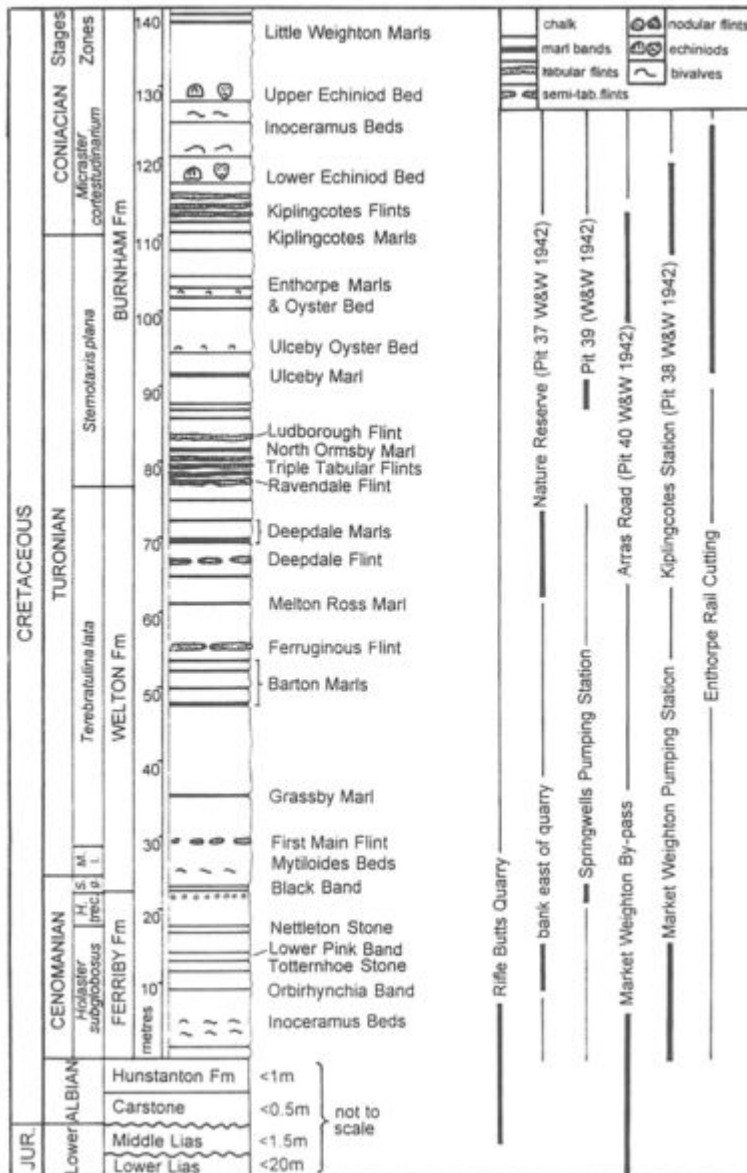 Stages
Zones
140
130
120
110
100
90
80
70
60
50
40
30
20
10
metres
CRETACEOUS
JUR.
CONIACIAN
TURONIAN
CENOMANIAN
ALBIAN
Lower
Micraster
cortestudinarium
Sternotaxis plana
Terebratulina lata
M.
l.
S.
g.
H.
trec.
Holaster
subglobosus
BURNHAM Fm
WELTON Fm
FERRIBY Fm
Little Weighton Marls
Upper Echiniod Bed
Inoceramus Beds
Lower Echiniod Bed
Kiplingcotes Flints
Kiplingcotes Marls
Enthorpe Marls
& Oyster Bed
Ulceby Oyster Bed
Ulceby Marl
Ludborough Flint
North Ormsby Marl
Triple Tabular Flints
Ravendale Flint
Deepdale Marls
Deepdale Flint
Melton Ross Marl
Ferruginous Flint
Barton Marls
Grassby Marl
First Main Flint
Mytiloides Beds
Black Band
Nettleton Stone
Lower Pink Band
Totternhoe Stone
Orbirhynchia Band
Inoceramus Beds
Hunstanton Fm <1m
Carstone <0.5m
Middle Lias <1.5m
Lower Lias <20m
not to
scale
chalk
marl bands
tabular flints
semi-tab.flints
nodular flints
echiniods
bivalves
Rifle Butts Quarry
bank east of quarry
Nature Reserve (Pit 37 W&W 1942)
Springwells Pumping Station
Pit 39 (W&W 1942)
Market Weighton By-pass
Arras Road (Pit 40 W&W 1942)
Market Weighton Pumping Station
Kiplingcotes Station (Pit 38 W&W 1942)
Enthorpe Rail Cutting